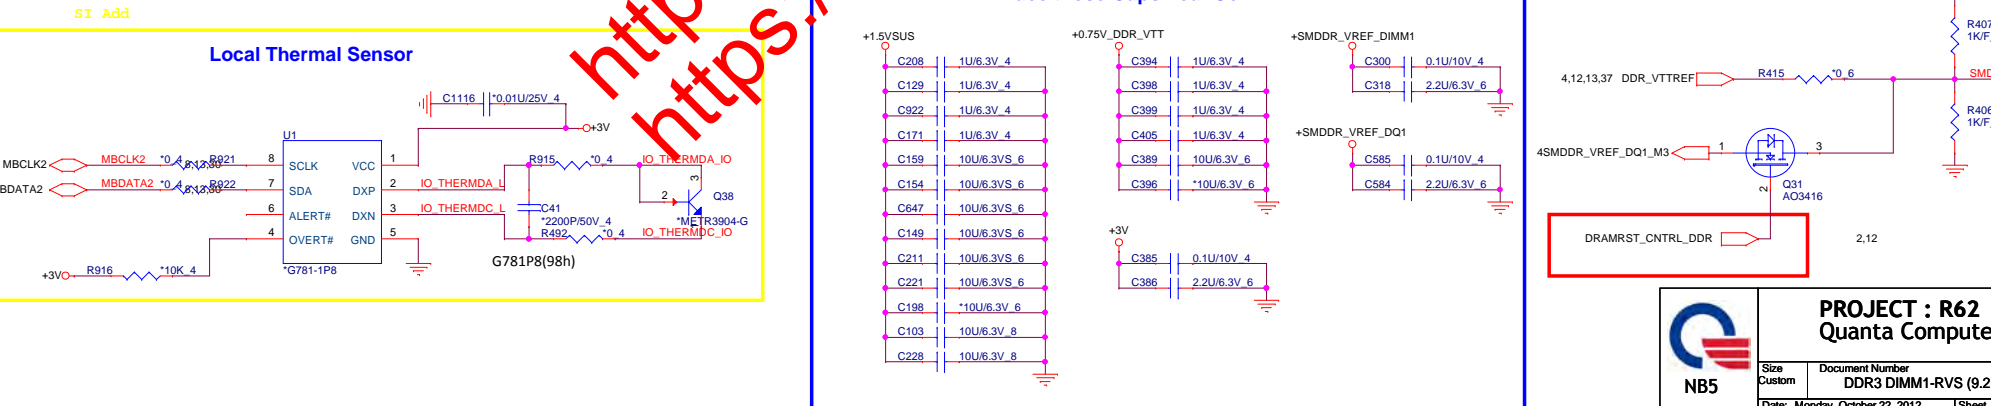 SI Add
Local Thermal Sensor
C1116
*0.01U/25V_4
+3V
U1
MBCLK2
MBCLK2
*0_4
R921
8
SCLK
VCC
1
MBDATA2
*0_4
R922
7
SDA
DXP
2
IO_THERMDA_L
6
ALERT#
DXN
3
IO_THERMDC_L
4
OVERT#
GND
5
+3V
R916
*10K_4
*G781-1P8
R915
*0_4
IO_THERMDA_IO
C41
*2200P/50V_4
R492
*0_4
IO_THERMDC_IO
2
3
Q38
*METR3904-G
G781P8(98h)
https:/
+1.5VSUS
C208 1U/6.3V_4
C129 1U/6.3V_4
C922 1U/6.3V_4
C171 1U/6.3V_4
C159 10U/6.3VS_6
C154 10U/6.3VS_6
C647 10U/6.3VS_6
C149 10U/6.3VS_6
C211 10U/6.3VS_6
C221 10U/6.3VS_6
C198 *10U/6.3V_6
C103 10U/6.3V_8
C228 10U/6.3V_8
+0.75V_DDR_VTT
C394 1U/6.3V_4
C398 1U/6.3V_4
C399 1U/6.3V_4
C405 1U/6.3V_4
C389 10U/6.3V_6
C396 *10U/6.3V_6
+3V
C385 0.1U/10V_4
C386 2.2U/6.3V_6
+SMDDR_VREF_DIMM1
C300 0.1U/10V_4
C318 2.2U/6.3V_6
+SMDDR_VREF_DQ1
C585 0.1U/10V_4
C584 2.2U/6.3V_6
R407
1K/F_
4,12,13,37 DDR_VTTREF
R415
*0_6
SMD
R406
1K/F_
4SMDDR_VREF_DQ1_M3
1
3
2
Q31
AO3416
DRAMRST_CNTRL_DDR
2,12
NB5
PROJECT : R62
Quanta Compute
Size
Custom
Document Number
DDR3 DIMM1-RVS (9.2
Date: Monday, October 22, 2012
Sheet